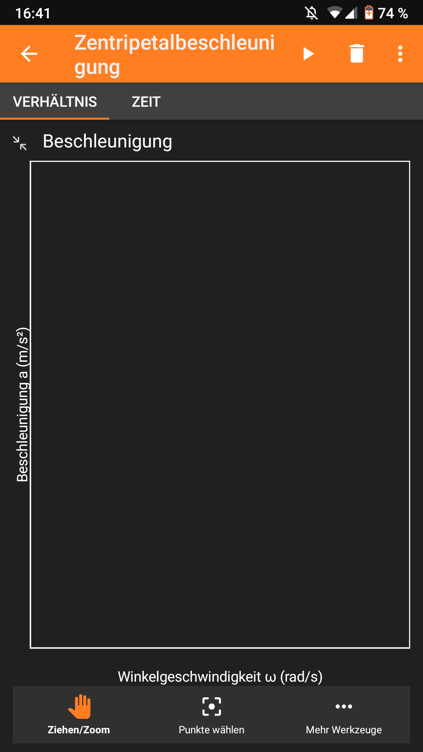 16:41
74 %
Zentripetalbeschleuni
gung
VERHÄLTNIS
ZEIT
Beschleunigung
Beschleunigung a (m/s²)
Winkelgeschwindigkeit ω (rad/s)
Ziehen/Zoom
Punkte wählen
Mehr Werkzeuge